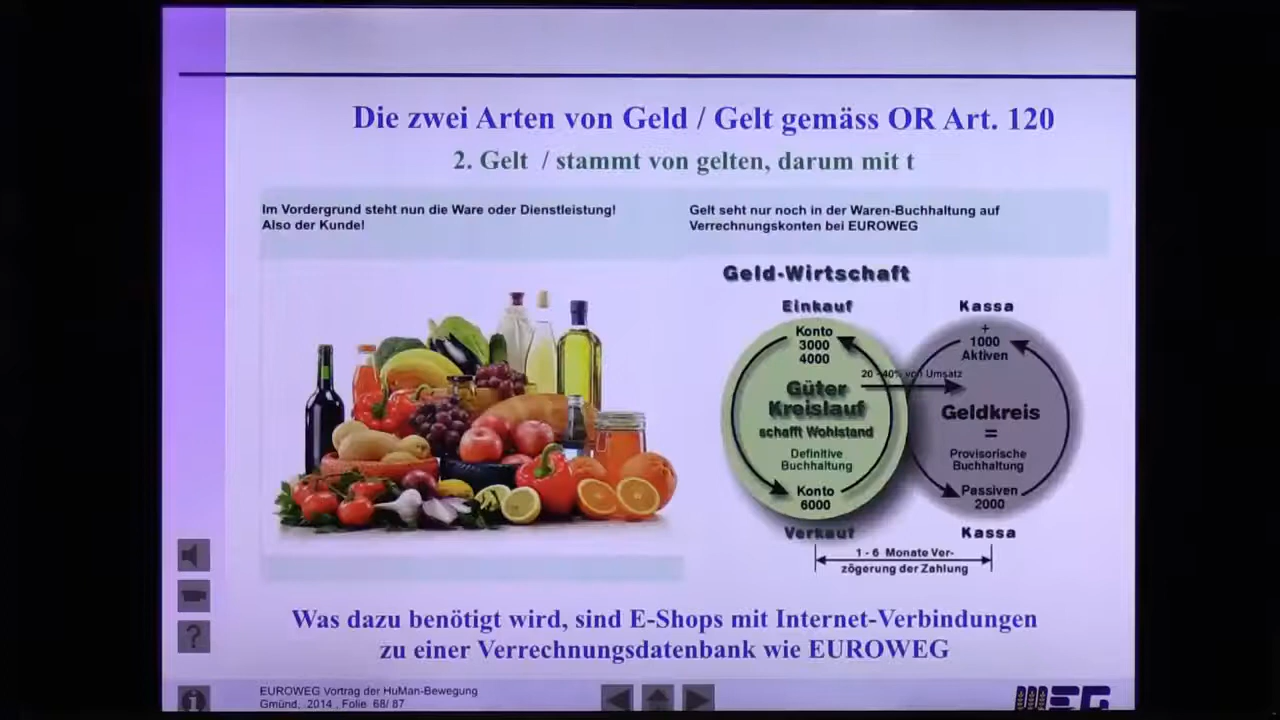 Die zwei Arten von Geld / Gelt gemäss OR Art. 120
2. Gelt / stammt von gelten, darum mit t
Im Vordergrund steht nun die Ware oder Dienstleistung!
Also der Kunde!
Gelt seht nur noch in der Waren-Buchhaltung auf
Verrechnungskonten bei EUROWEG
Geld-Wirtschaft
Einkauf
Konto
3000
4000
Güter
Kreislauf
schafft Wohlstand
Definitive
Buchhaltung
Konto
6000
Verkauf
20 -40% von Umsatz
Kassa
+
1000
Aktiven
Geldkreis
=
Provisorische
Buchhaltung
Passiven
2000
Kassa
1 - 6 Monate Ver-
zögerung der Zahlung
Was dazu benötigt wird, sind E-Shops mit Internet-Verbindungen
zu einer Verrechnungsdatenbank wie EUROWEG
?
i
EUROWEG Vortrag der HuMan-Bewegung
Gmünd, 2014 , Folie 68/ 87
WEG